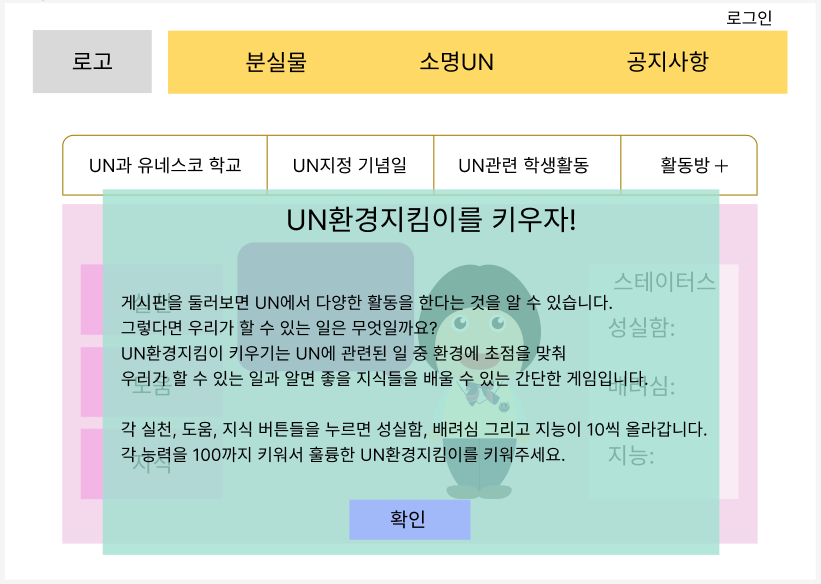 로그인
로고
분실물
소명UN
공지사항
UN과 유네스코 학교
UN지정 기념일
UN관련 학생활동
활동방 +
UN환경지킴이를 키우자!
게시판을 둘러보면 UN에서 다양한 활동을 한다는 것을 알 수 있습니다.
그렇다면 우리가 할 수 있는 일은 무엇일까요?
UN환경지킴이 키우기는 UN에 관련된 일 중 환경에 초점을 맞춰
우리가 할 수 있는 일과 알면 좋을 지식들을 배울 수 있는 간단한 게임입니다.
각 실천, 도움, 지식 버튼들을 누르면 성실함, 배려심 그리고 지능이 10씩 올라갑니다.
각 능력을 100까지 키워서 훌륭한 UN환경지킴이를 키워주세요.
확인
도움
지식
스테이터스
성실함:
배려심:
지능: